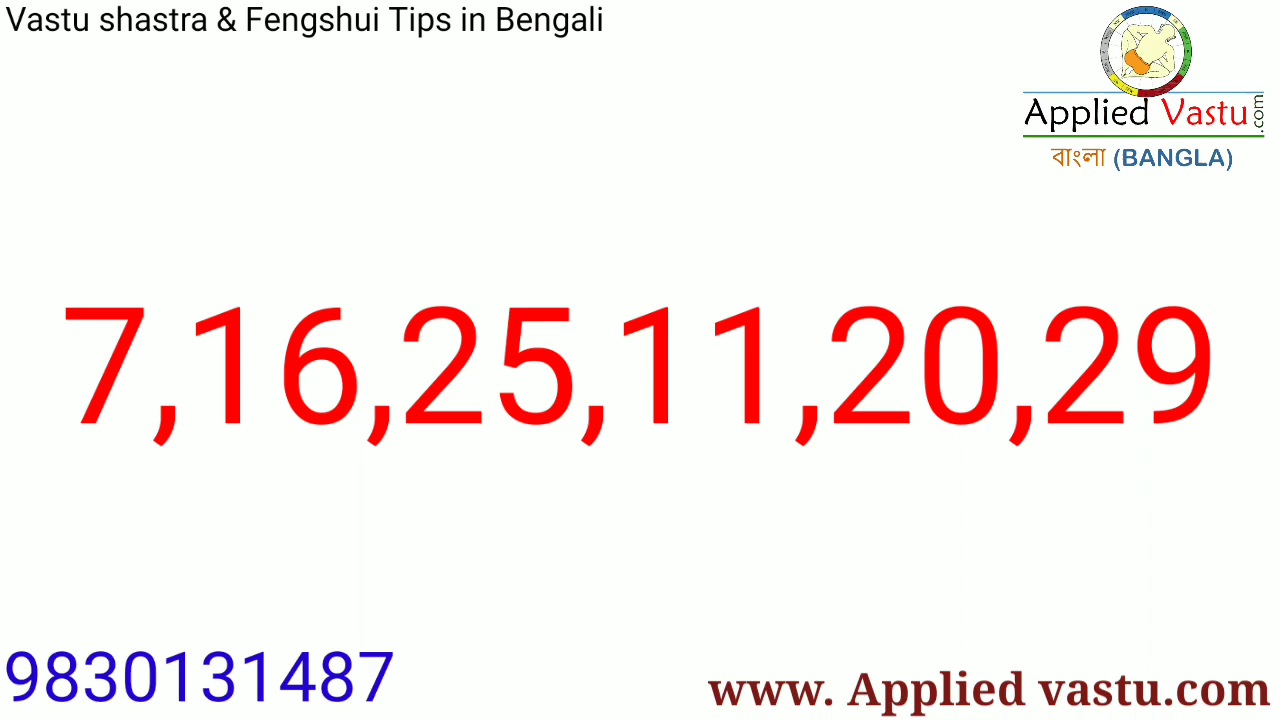 Vastu shastra & Fengshui Tips in Bengali
Applied Vastu.com
বাংলা (BANGLA)
7,16,25,11,20,29
9830131487
www. Applied vastu.com